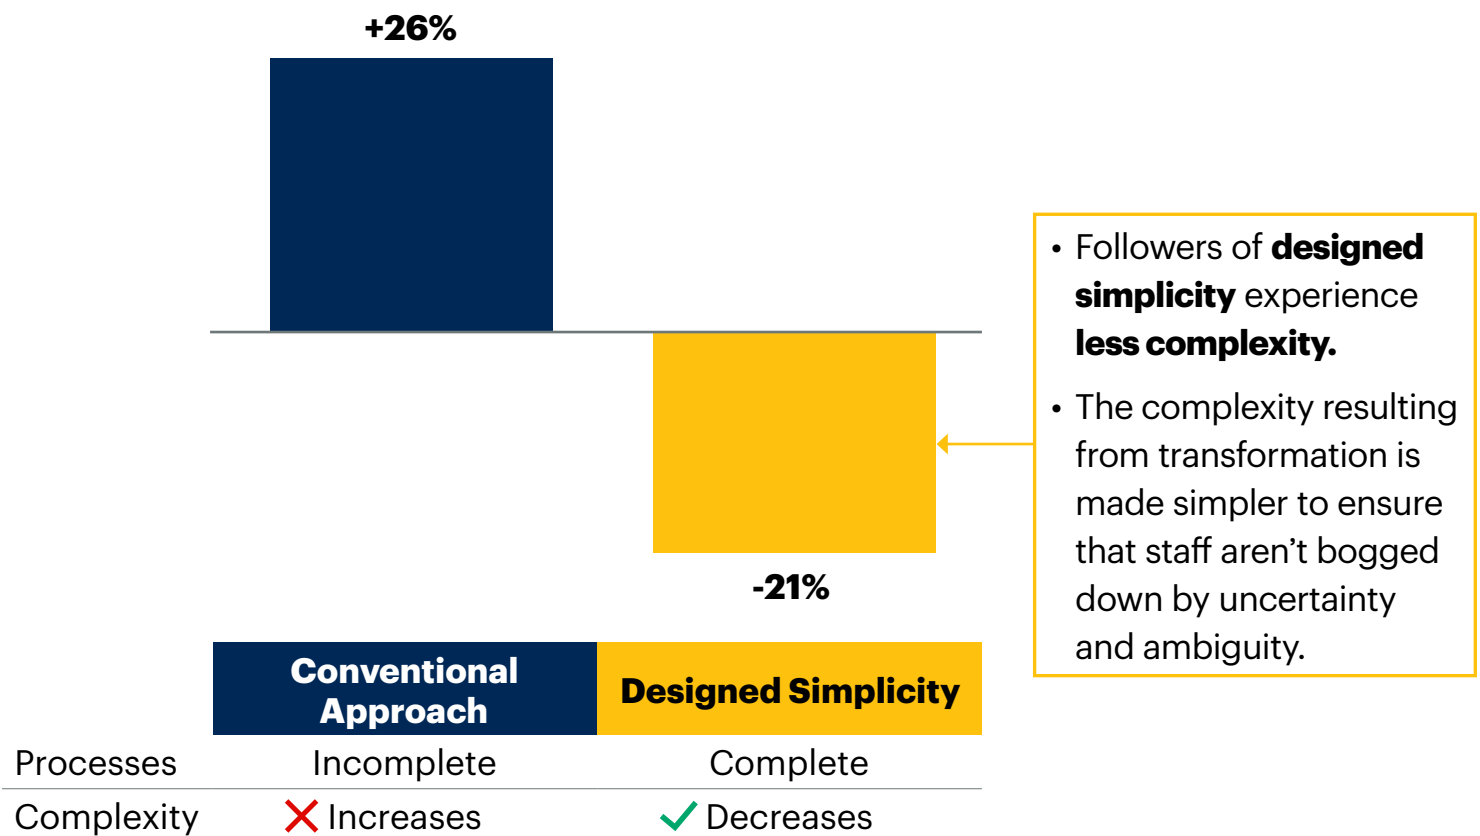 +26%
• Followers of designed
simplicity experience
less complexity.
• The complexity resulting
from transformation is
made simpler to ensure
that staff aren’t bogged
down by uncertainty
and ambiguity.
-21%
Conventional
Approach
Designed Simplicity
Processes Incomplete Complete
Complexity Increases Decreases